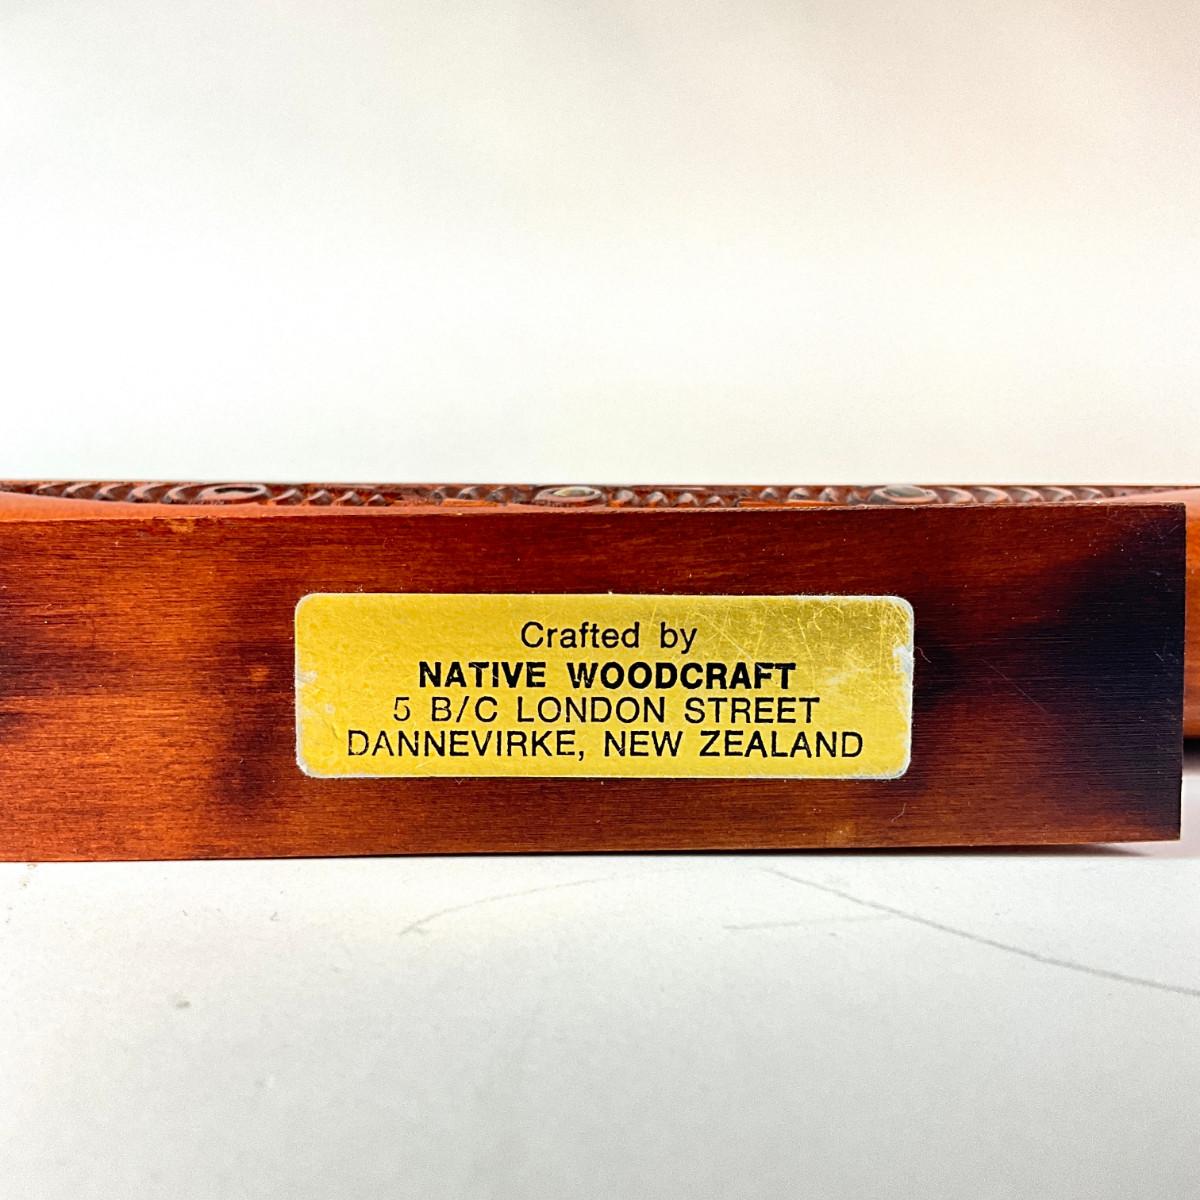 Crafted by
NATIVE WOODCRAFT
5 B/C LONDON STREET
DANNEVIRKE, NEW ZEALAND